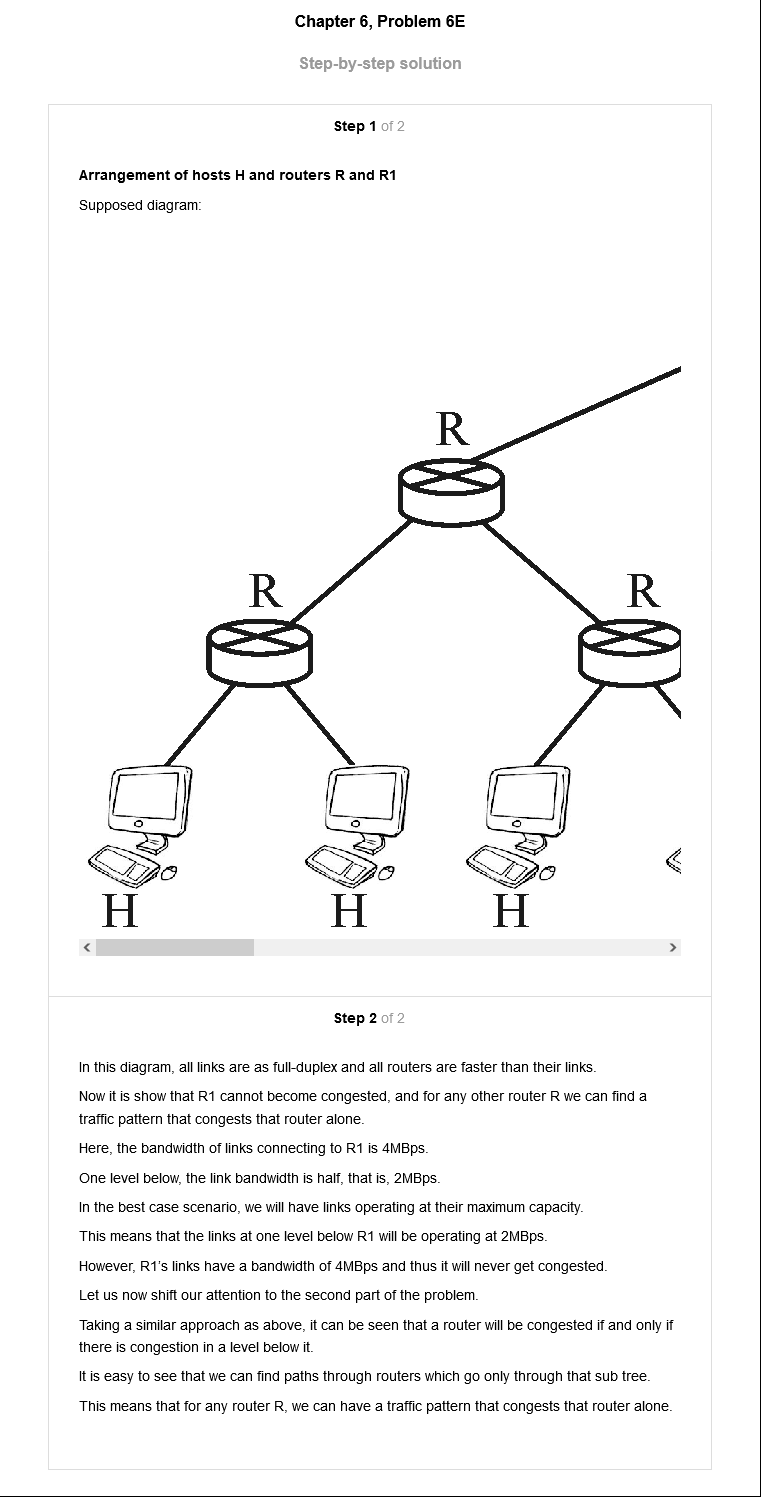 Chapter 6, Problem 6E
Step-by-step solution
Step 1 of 2
Arrangement of hosts H and routers R and R1
Supposed diagram:
R
R
R
H
H
H
Step 2 of 2
In this diagram, all links are as full-duplex and all routers are faster than their links.
Now it is show that R1 cannot become congested, and for any other router R we can find a
traffic pattern that congests that router alone.
Here, the bandwidth of links connecting to R1 is 4MBps.
One level below, the link bandwidth is half, that is, 2MBps.
In the best case scenario, we will have links operating at their maximum capacity.
This means that the links at one level below R1 will be operating at 2MBps.
However, R1's links have a bandwidth of 4MBps and thus it will never get congested.
Let us now shift our attention to the second part of the problem.
Taking a similar approach as above, it can be seen that a router will be congested if and only if
there is congestion in a level below it.
It is easy to see that we can find paths through routers which go only through that sub tree.
This means that for any router R, we can have a traffic pattern that congests that router alone.